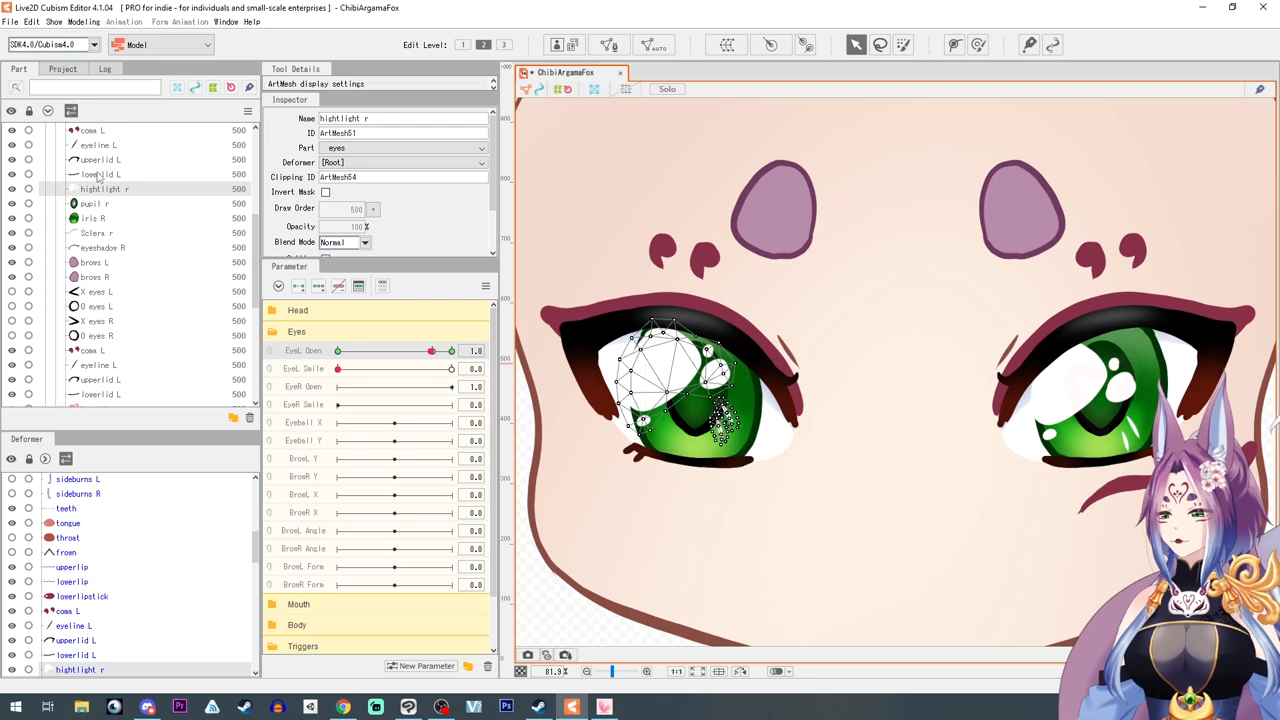 Live2D Cubism Editor 4.1.04 [ PRO for indie - for individuals and small-scale enterprises ] - ChibiArgamaFox
File Edit Show Modeling Animation Form Animation Window Help
SDK4.0/Cubism4.0 Model Edit Level: 1 2 3
AUTO
Part Project Log
Tool Details
ArtMesh display settings
ChibiArgamaFox
Solo
Inspector
Name hightlight r
ID ArtMesh51
Part eyes
Deformer [Root]
Clipping ID ArtMesh54
Invert Mask
Draw Order 500
Opacity 100 %
Blend Mode Normal
coma L 500
eyeline L 500
upperlid L 500
lowerlid L 500
hightlight r 500
pupil r 500
iris R 500
Sclera r 500
eyeshadow R 500
brows L 500
brows R 500
X eyes L 500
O eyes L 500
X eyes R 500
O eyes R 500
coma L 500
eyeline L 500
upperlid L 500
lowerlid L 500
Deformer
sideburns L
sideburns R
teeth
tongue
throat
frown
upperlip
lowerlip
lowerlipstick
coma L
eyeline L
upperlid L
lowerlid L
hightlight r
Parameter
Head
Eyes
EyeL Open 1.0
EyeL Smile 0.0
EyeR Open 1.0
EyeR Smile 0.0
Eyeball X 0.0
Eyeball Y 0.0
BrowL Y 0.0
BrowR Y 0.0
BrowL X 0.0
BrowR X 0.0
BrowL Angle 0.0
BrowR Angle 0.0
BrowL Form 0.0
BrowR Form 0.0
Mouth
Body
Triggers
New Parameter
81.9 %
1:1